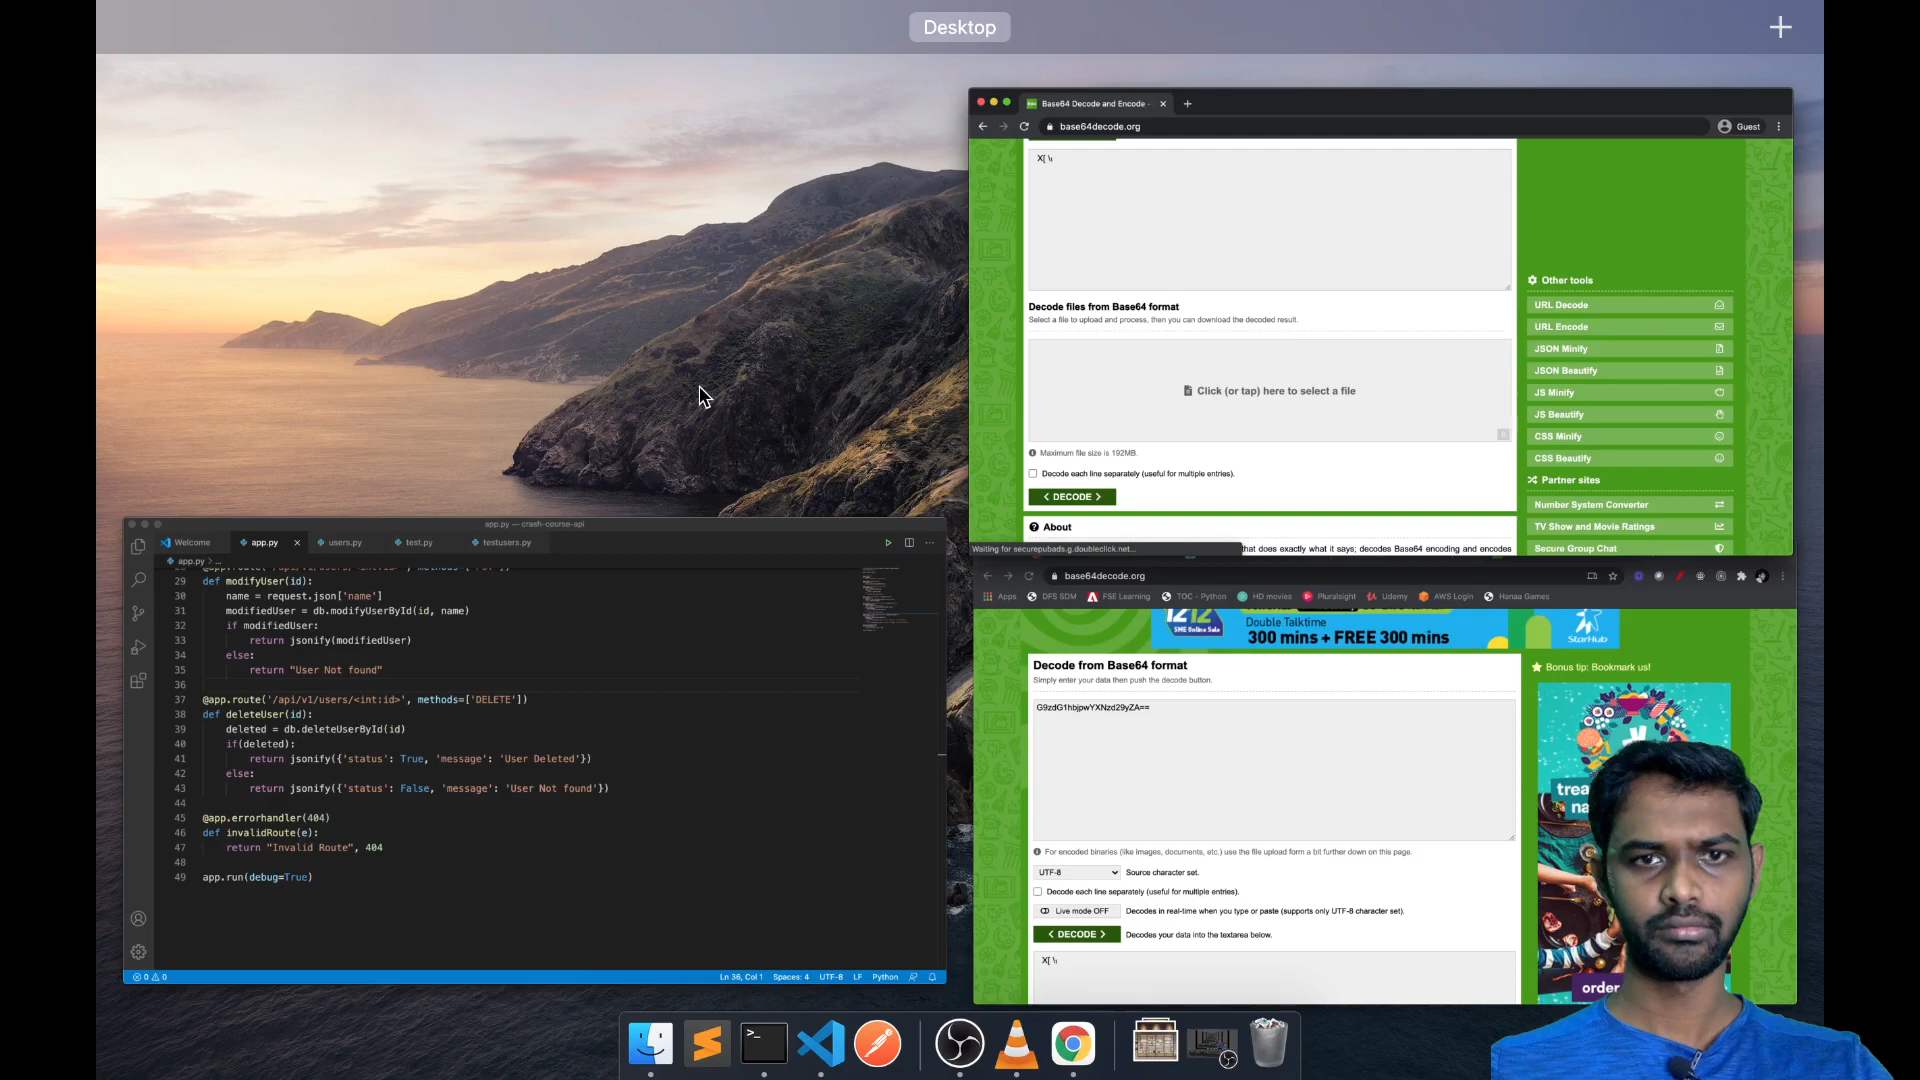 Desktop
Base64 Decode and Encode -
base64decode.org
Guest
X[ \
Decode files from Base64 format
Select a file to upload and process, then you can download the decoded result.
Click (or tap) here to select a file
Maximum file size is 192MB.
Decode each line separately (useful for multiple entries).
< DECODE >
About
that does exactly what it says; decodes Base64 encoding and encodes
Waiting for securepubads.g.doubleclick.net...
Other tools
URL Decode
URL Encode
JSON Minify
JSON Beautify
JS Minify
JS Beautify
CSS Minify
CSS Beautify
Partner sites
Number System Converter
TV Show and Movie Ratings
Secure Group Chat
app.py — crash-course-api
Welcome
app.py
users.py
test.py
testusers.py
app.py > ...
29 def modifyUser(id):
30 name = request.json['name']
31 modifiedUser = db.modifyUserById(id, name)
32 if modifiedUser:
33 return jsonify(modifiedUser)
34 else:
35 return "User Not found"
36
37 @app.route('/api/v1/users/<int:id>', methods=['DELETE'])
38 def deleteUser(id):
39 deleted = db.deleteUserById(id)
40 if(deleted):
41 return jsonify({'status': True, 'message': 'User Deleted'})
42 else:
43 return jsonify({'status': False, 'message': 'User Not found'})
44
45 @app.errorhandler(404)
46 def invalidRoute(e):
47 return "Invalid Route", 404
48
49 app.run(debug=True)
0 0
Ln 36, Col 1 Spaces: 4 UTF-8 LF Python
base64decode.org
Apps DFS SDM FSE Learning TOC - Python HD movies Pluralsight Udemy AWS Login Hanaa Games
12 12
SME Online Sale
Double Talktime
300 mins + FREE 300 mins
StarHub
Decode from Base64 format
Simply enter your data then push the decode button.
G9zdG1hbjpwYXNzd29yZA==
For encoded binaries (like images, documents, etc.) use the file upload form a bit further down on this page.
UTF-8 Source character set.
Decode each line separately (useful for multiple entries).
Live mode OFF Decodes in real-time when you type or paste (supports only UTF-8 character set).
< DECODE > Decodes your data into the textarea below.
X[ \
Bonus tip: Bookmark us!
trea
na
order